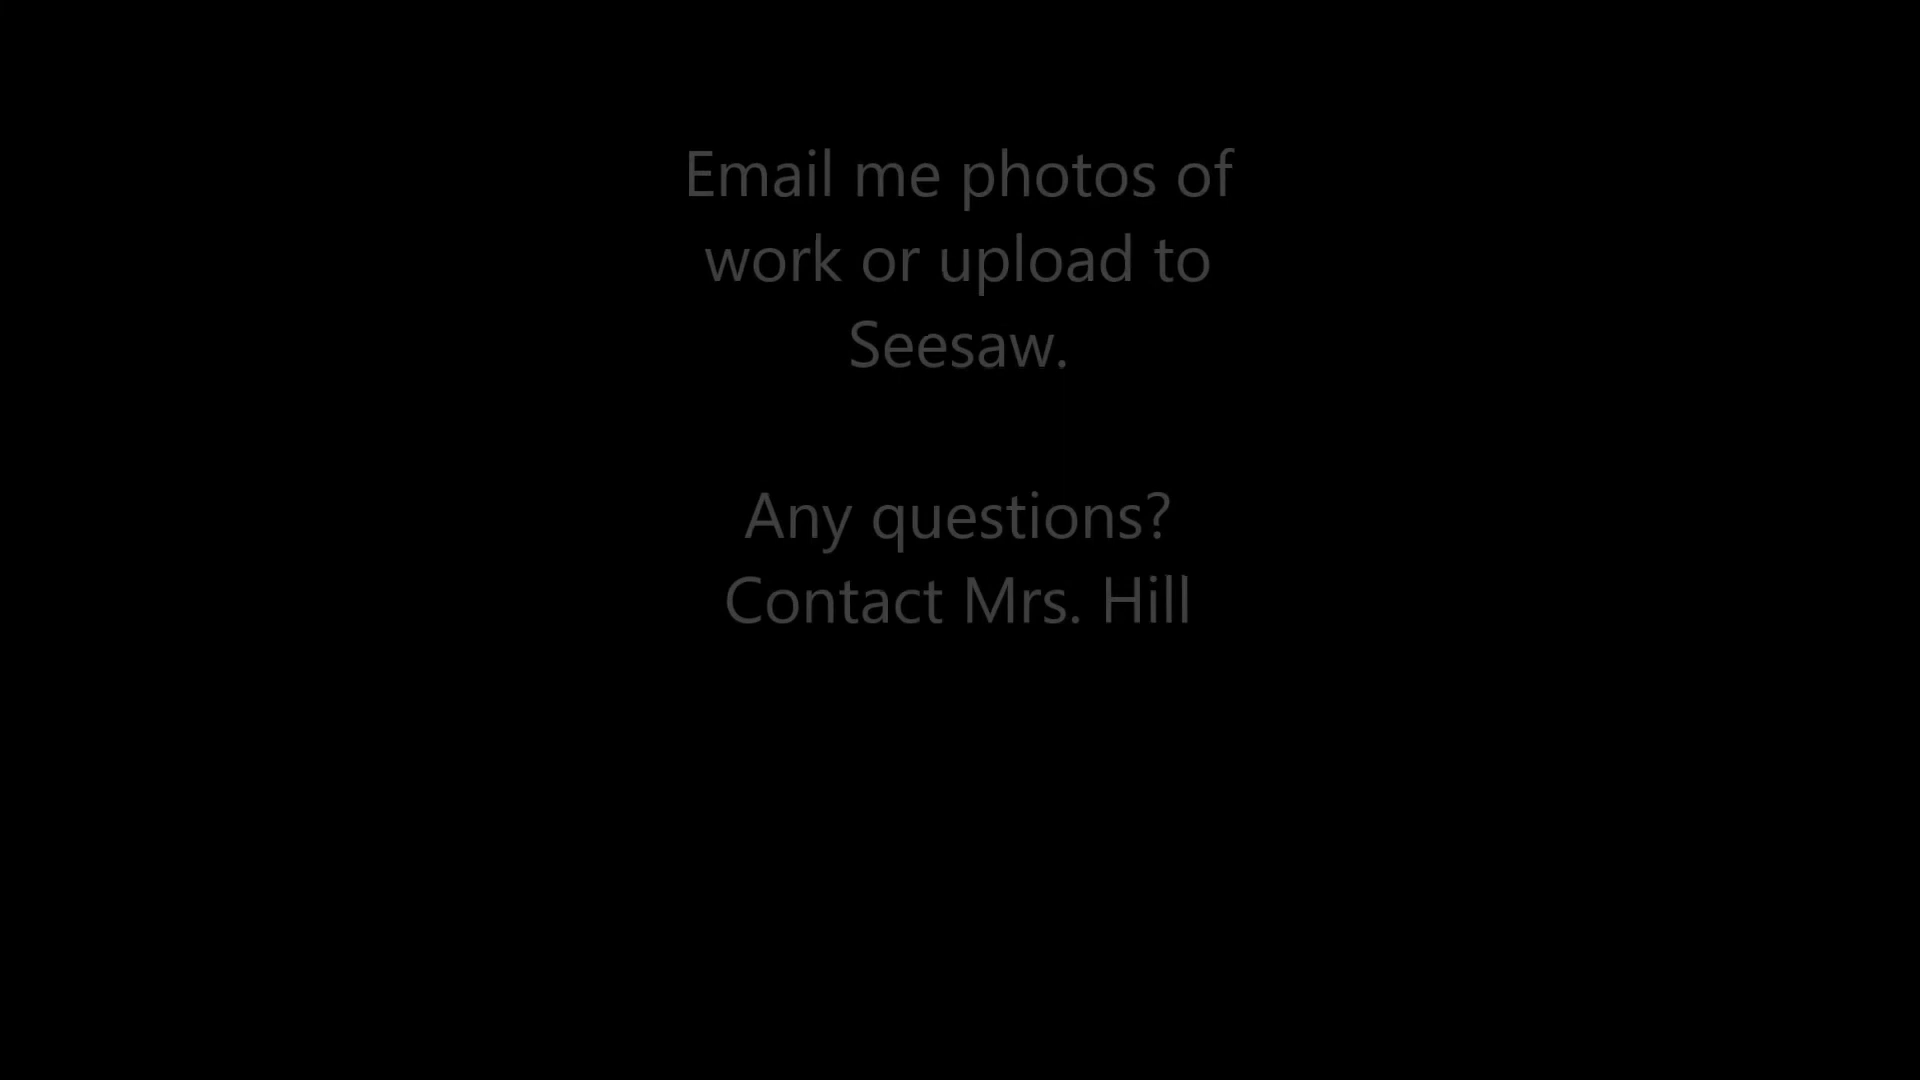 Email me photos of
work or upload to
Seesaw.
Any questions?
Contact Mrs. Hill